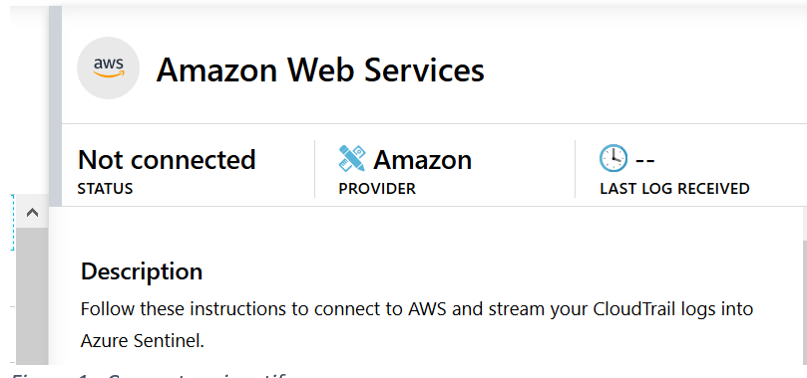 aws
Amazon Web Services
Not connected
STATUS
Amazon
PROVIDER
--
LAST LOG RECEIVED
Description
Follow these instructions to connect to AWS and stream your CloudTrail logs into
Azure Sentinel.